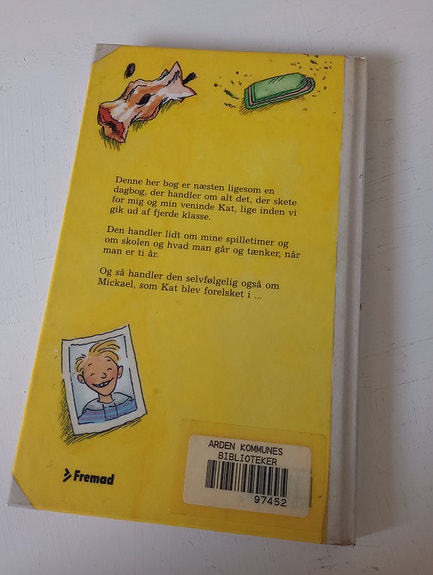 Denne her bog er næsten ligesom en
dagbog, der handler om alt det, der skete
for mig og min veninde Kat, lige inden vi
gik ud af fjerde klasse.
Den handler lidt om mine spilletimer og
om skolen og hvad man går og tænker, når
man er ti år.
Og så handler den selvfølgelig også om
Mickael, som Kat blev forelsket i ...
ARDEN KOMMUNES
BIBLIOTEKER
97452
Fremad